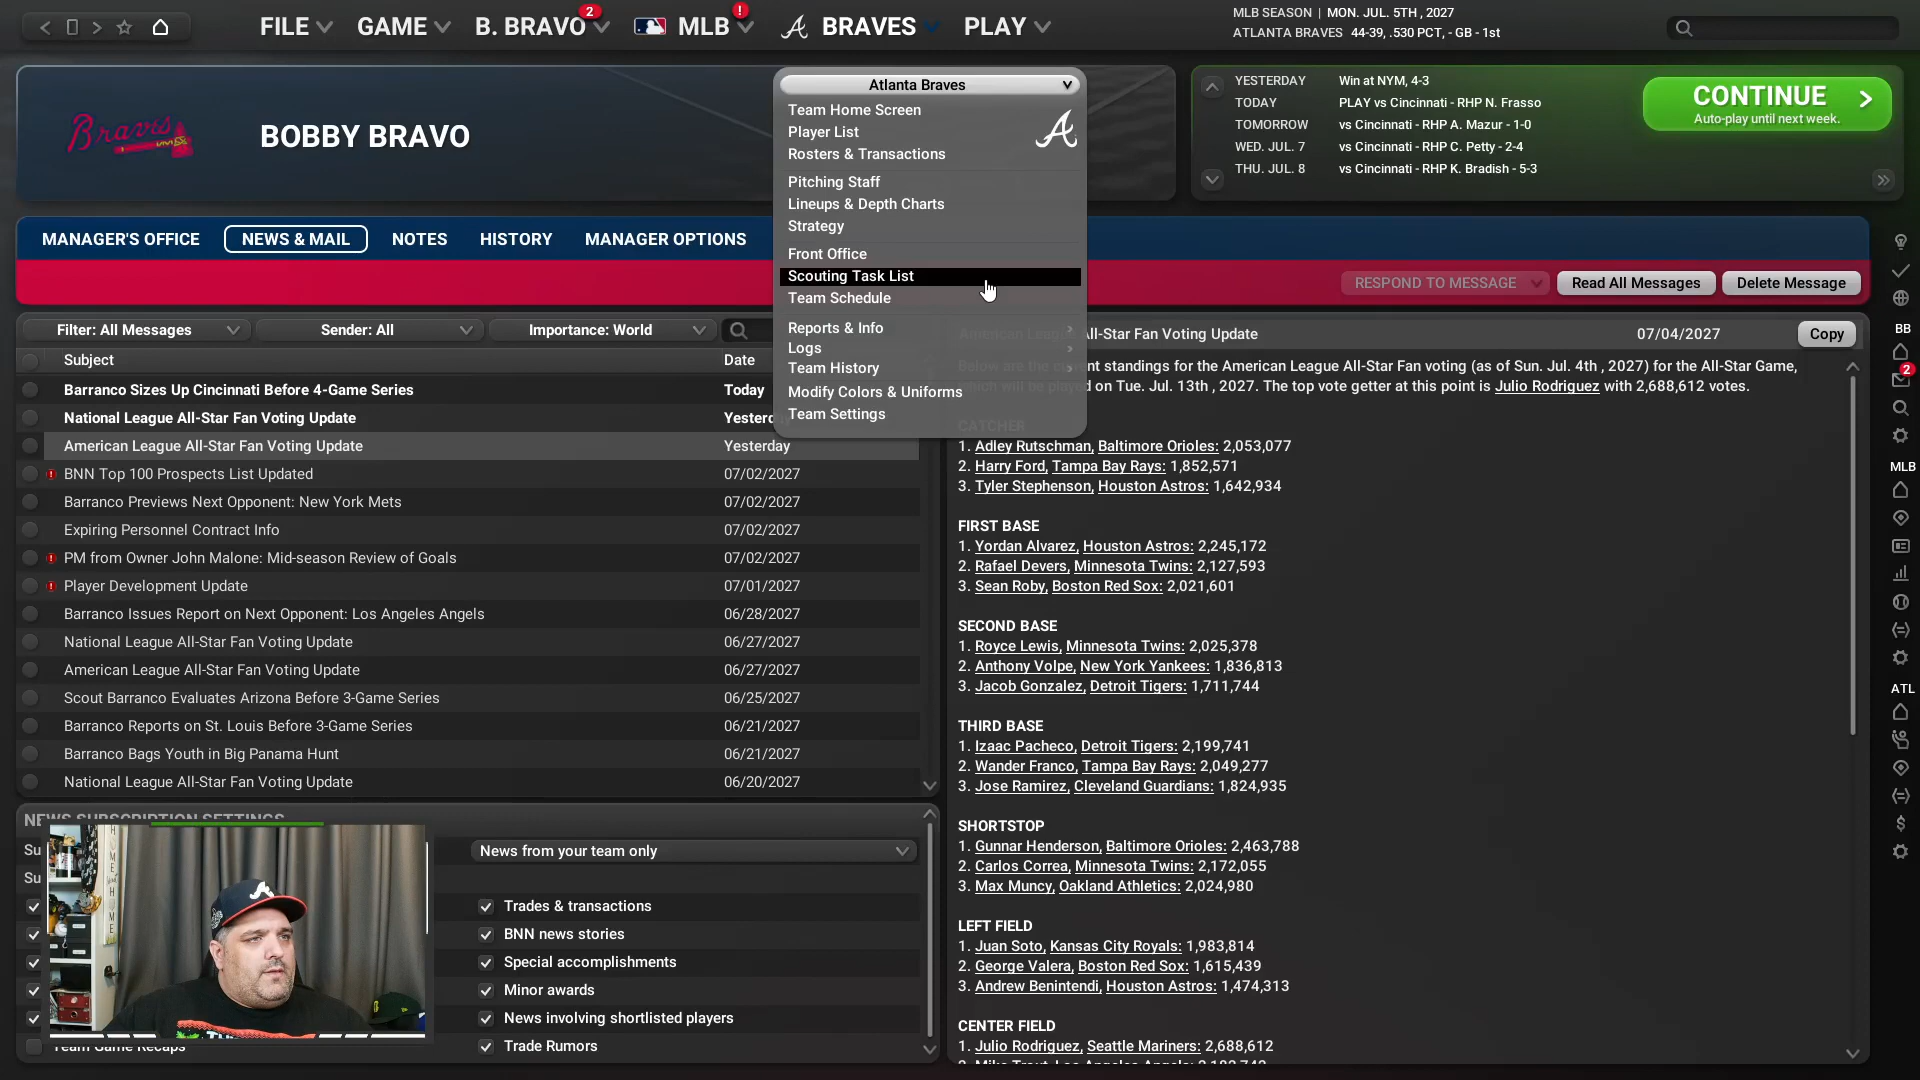 FILE
GAME
B. BRAVO
2
MLB
!
BRAVES
PLAY
MLB SEASON | MON. JUL. 5TH , 2027
ATLANTA BRAVES 44-39, .530 PCT, - GB - 1st
Braves
BOBBY BRAVO
Atlanta Braves
Team Home Screen
Player List
Rosters & Transactions
Pitching Staff
Lineups & Depth Charts
Strategy
Front Office
Scouting Task List
Team Schedule
Reports & Info
Logs
Team History
Modify Colors & Uniforms
Team Settings
YESTERDAY Win at NYM, 4-3
TODAY PLAY vs Cincinnati - RHP N. Frasso
TOMORROW vs Cincinnati - RHP A. Mazur - 1-0
WED. JUL. 7 vs Cincinnati - RHP C. Petty - 2-4
THU. JUL. 8 vs Cincinnati - RHP K. Bradish - 5-3
CONTINUE
Auto-play until next week.
MANAGER'S OFFICE
NEWS & MAIL
NOTES
HISTORY
MANAGER OPTIONS
RESPOND TO MESSAGE
Read All Messages
Delete Message
Filter: All Messages
Sender: All
Importance: World
Subject Date
Barranco Sizes Up Cincinnati Before 4-Game Series Today
National League All-Star Fan Voting Update Yesterday
American League All-Star Fan Voting Update Yesterday
BNN Top 100 Prospects List Updated 07/02/2027
Barranco Previews Next Opponent: New York Mets 07/02/2027
Expiring Personnel Contract Info 07/02/2027
PM from Owner John Malone: Mid-season Review of Goals 07/02/2027
Player Development Update 07/01/2027
Barranco Issues Report on Next Opponent: Los Angeles Angels 06/28/2027
National League All-Star Fan Voting Update 06/27/2027
American League All-Star Fan Voting Update 06/27/2027
Scout Barranco Evaluates Arizona Before 3-Game Series 06/25/2027
Barranco Reports on St. Louis Before 3-Game Series 06/21/2027
Barranco Bags Youth in Big Panama Hunt 06/21/2027
National League All-Star Fan Voting Update 06/20/2027
American League All-Star Fan Voting Update 07/04/2027
Copy
Below are the current standings for the American League All-Star Fan voting (as of Sun. Jul. 4th , 2027) for the All-Star Game,
which will be played on Tue. Jul. 13th , 2027. The top vote getter at this point is Julio Rodriguez with 2,688,612 votes.
CATCHER
1. Adley Rutschman, Baltimore Orioles: 2,053,077
2. Harry Ford, Tampa Bay Rays: 1,852,571
3. Tyler Stephenson, Houston Astros: 1,642,934
FIRST BASE
1. Yordan Alvarez, Houston Astros: 2,245,172
2. Rafael Devers, Minnesota Twins: 2,127,593
3. Sean Roby, Boston Red Sox: 2,021,601
SECOND BASE
1. Royce Lewis, Minnesota Twins: 2,025,378
2. Anthony Volpe, New York Yankees: 1,836,813
3. Jacob Gonzalez, Detroit Tigers: 1,711,744
THIRD BASE
1. Izaac Pacheco, Detroit Tigers: 2,199,741
2. Wander Franco, Tampa Bay Rays: 2,049,277
3. Jose Ramirez, Cleveland Guardians: 1,824,935
SHORTSTOP
1. Gunnar Henderson, Baltimore Orioles: 2,463,788
2. Carlos Correa, Minnesota Twins: 2,172,055
3. Max Muncy, Oakland Athletics: 2,024,980
LEFT FIELD
1. Juan Soto, Kansas City Royals: 1,983,814
2. George Valera, Boston Red Sox: 1,615,439
3. Andrew Benintendi, Houston Astros: 1,474,313
CENTER FIELD
1. Julio Rodriguez, Seattle Mariners: 2,688,612
NEWS SUBSCRIPTION SETTINGS
Su
Su
News from your team only
Trades & transactions
BNN news stories
Special accomplishments
Minor awards
News involving shortlisted players
Team Game Recaps
Trade Rumors
BB
2
MLB
ATL